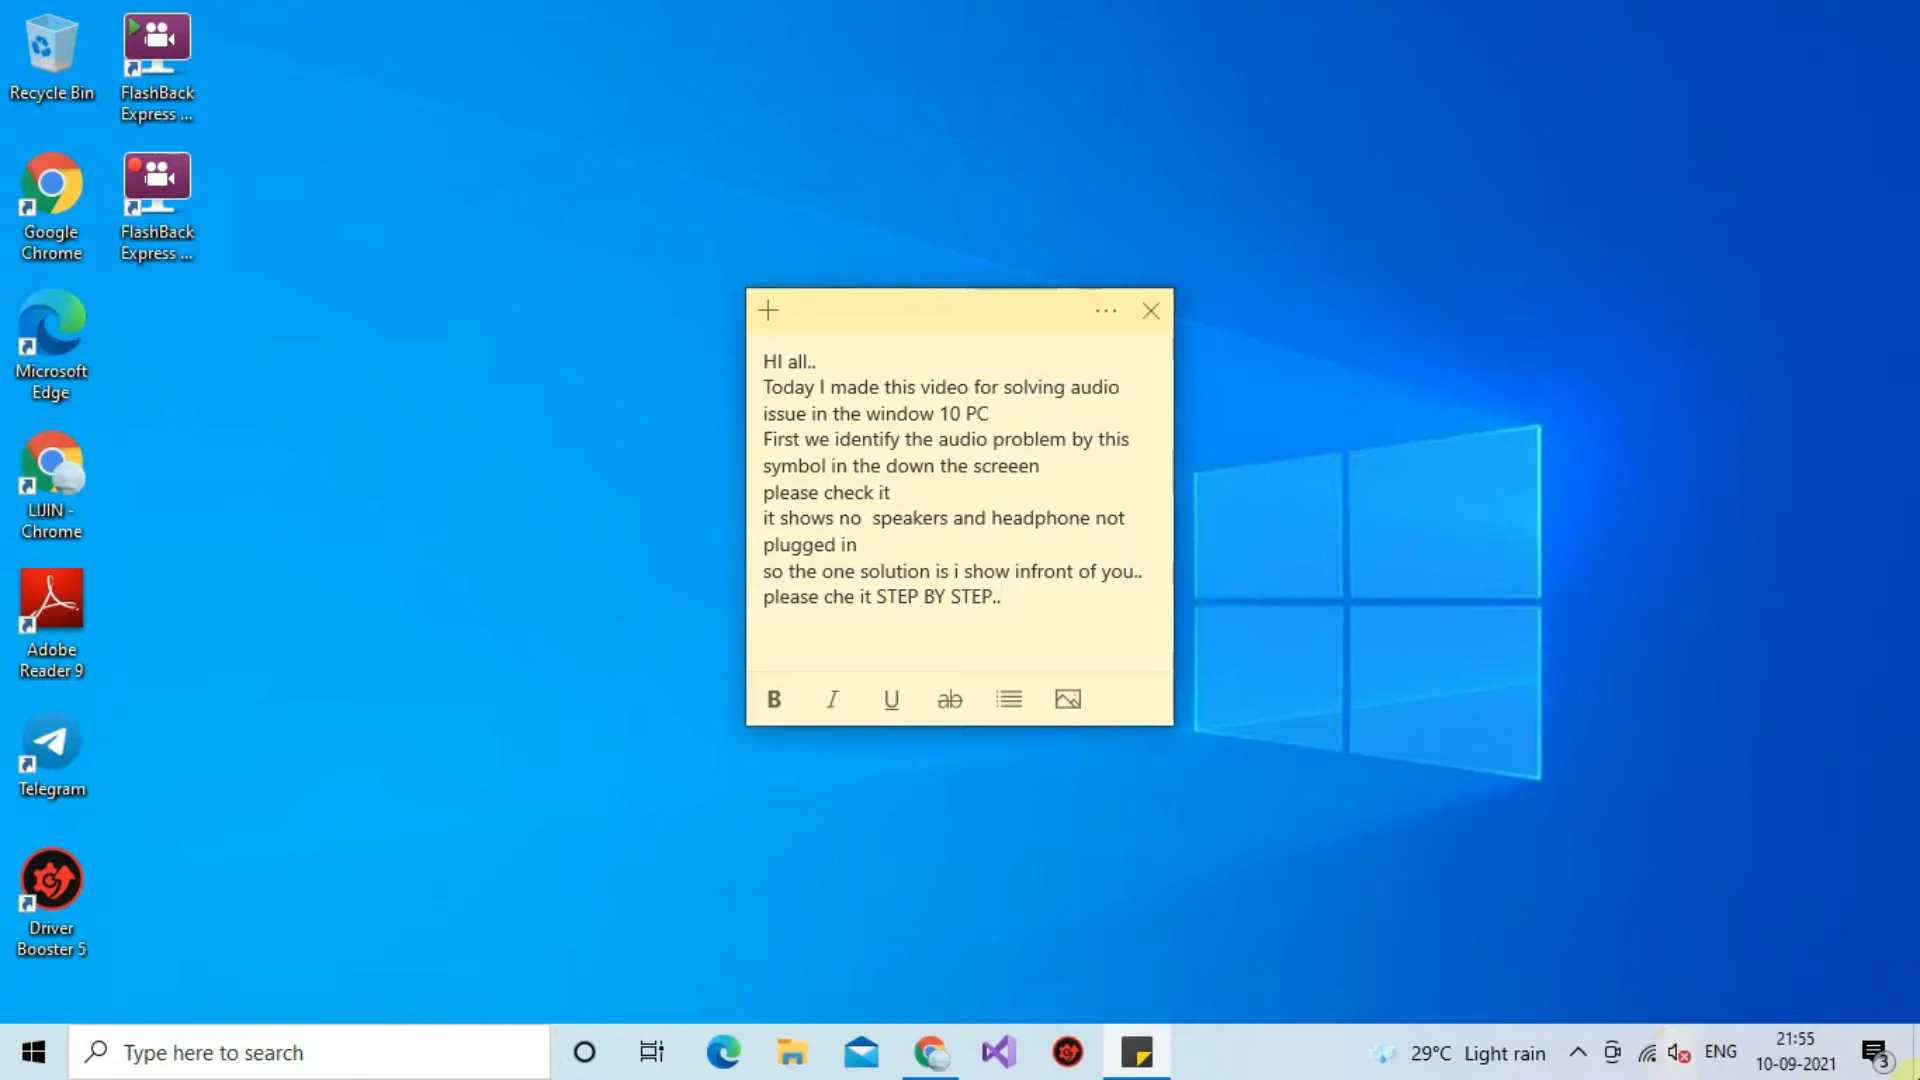 Recycle Bin
FlashBack
Express ...
Google
Chrome
FlashBack
Express ...
Microsoft
Edge
LIJIN -
Chrome
Adobe
Reader 9
Telegram
Driver
Booster 5
HI all..
Today I made this video for solving audio
issue in the window 10 PC
First we identify the audio problem by this
symbol in the down the screeen
please check it
it shows no  speakers and headphone not
plugged in
so the one solution is i show infront of you..
please che it STEP BY STEP..
B I U ab
Type here to search
29°C Light rain
ENG
21:55
10-09-2021
3